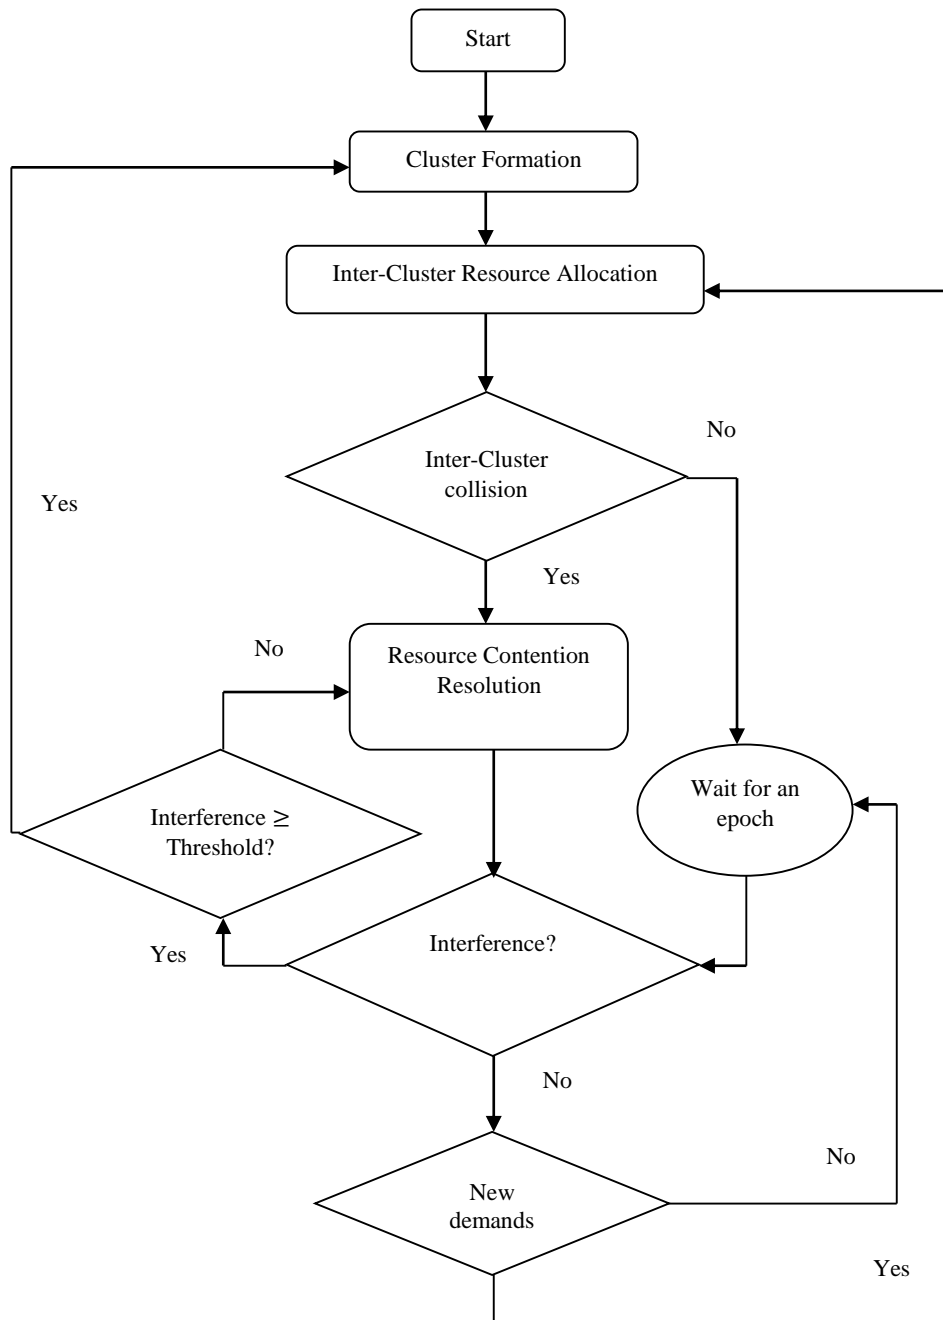 Start
Cluster Formation
Inter-Cluster Resource Allocation
No
Inter-Cluster
collision
Yes
Yes
No
Resource Contention
Resolution
Wait for an
epoch
Interference ≥
Threshold?
Interference?
Yes
No
No
New
demands
Yes